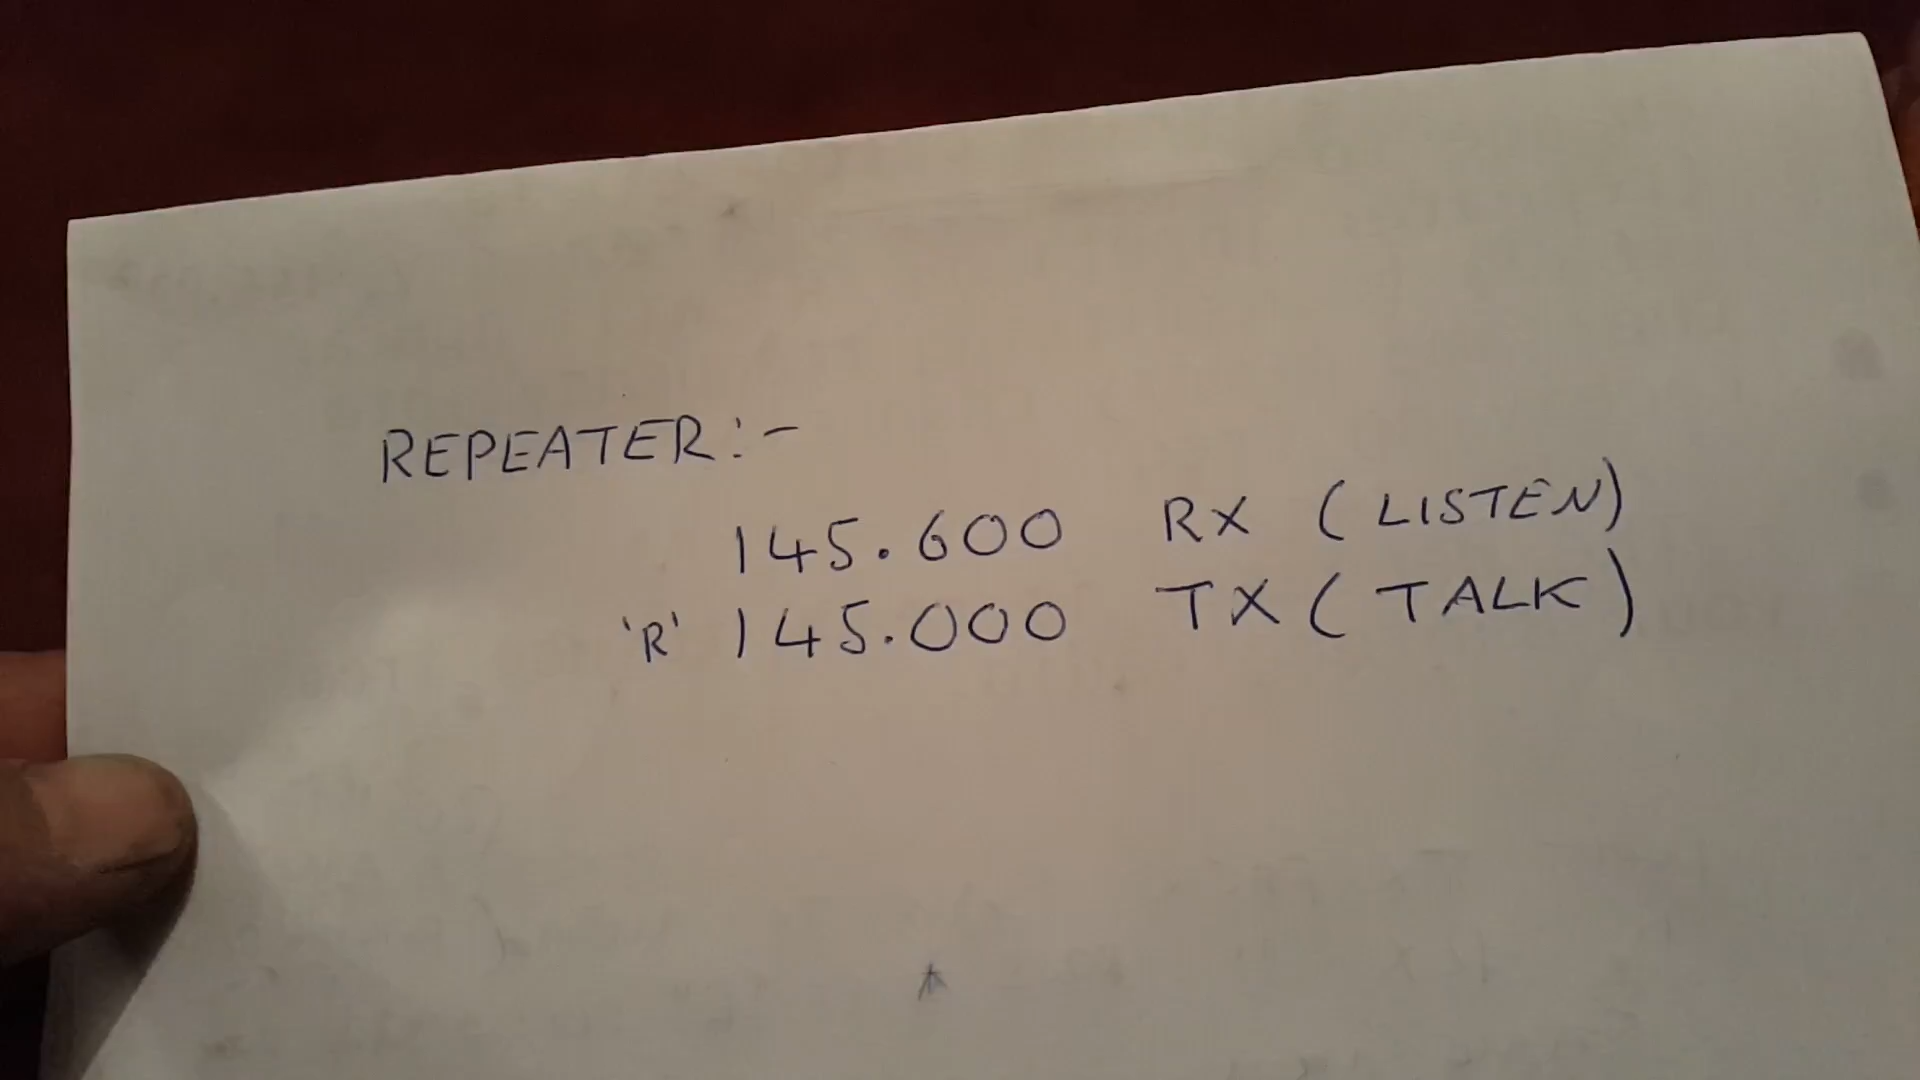 REPEATER:-
145.600 RX (LISTEN)
'R' 145.000 TX (TALK)